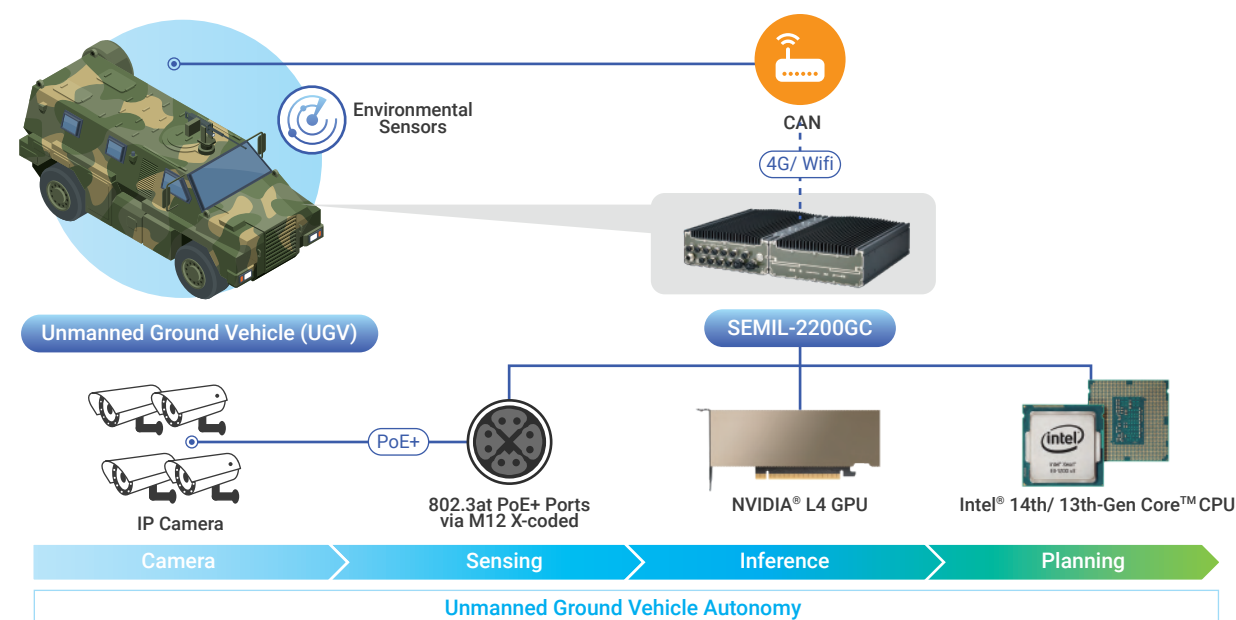 Environmental
Sensors
CAN
4G/ Wifi
Unmanned Ground Vehicle (UGV)
SEMIL-2200GC
PoE+
IP Camera
802.3at PoE+ Ports
via M12 X-coded
NVIDIA® L4 GPU
intel
Intel® 14th/ 13th-Gen Core™ CPU
Camera
Sensing
Inference
Planning
Unmanned Ground Vehicle Autonomy